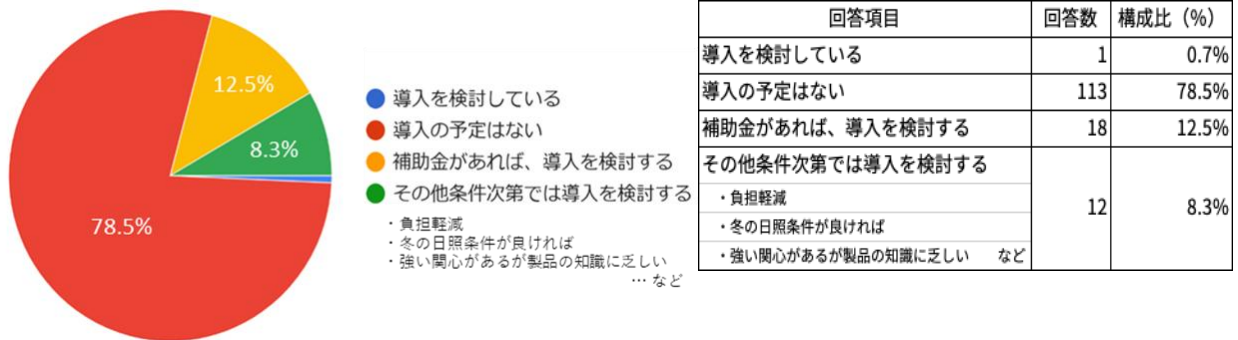 12.5%
8.3%
78.5%
導入を検討している
導入の予定はない
補助金があれば、導入を検討する
その他条件次第では導入を検討する
・負担軽減
・冬の日照条件が良ければ
・強い関心があるが製品の知識に乏しい
… など
回答項目 回答数 構成比（%）
導入を検討している 1 0.7%
導入の予定はない 113 78.5%
補助金があれば、導入を検討する 18 12.5%
その他条件次第では導入を検討する
・負担軽減
12 8.3%
・冬の日照条件が良ければ
・強い関心があるが製品の知識に乏しい など